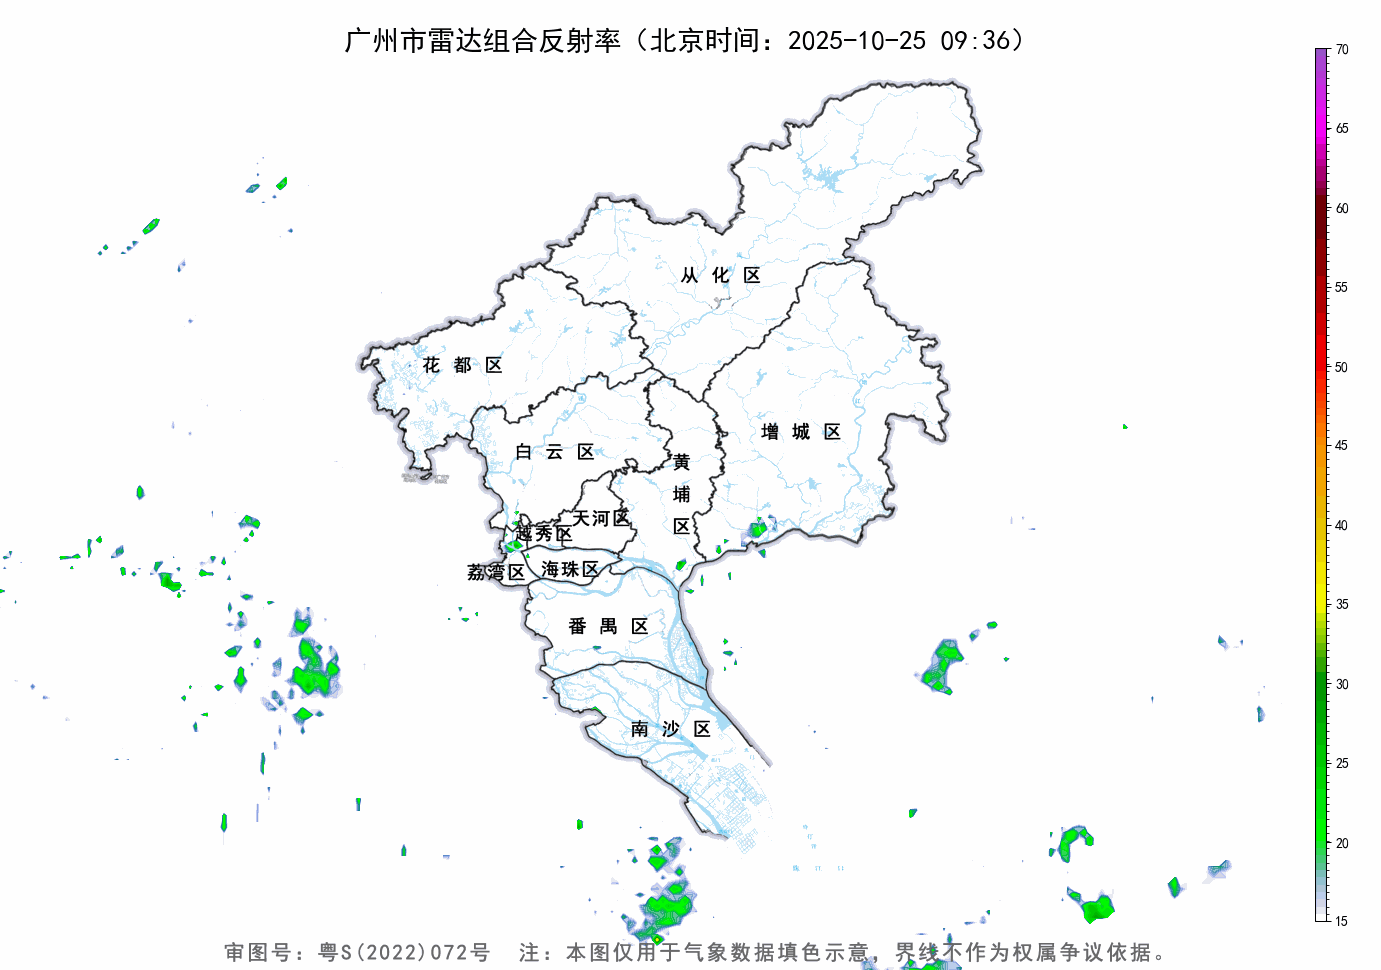 广州市雷达组合反射率（北京时间：2025-10-25 09:36）
70
65
60
55
50
45
40
35
30
25
20
15
从化区
花都区
增城区
白云区
黄埔区
天河区
越秀区
荔湾区
海珠区
番禺区
南沙区
审图号：粤S(2022)072号 注：本图仅用于气象数据填色示意，界线不作为权属争议依据。